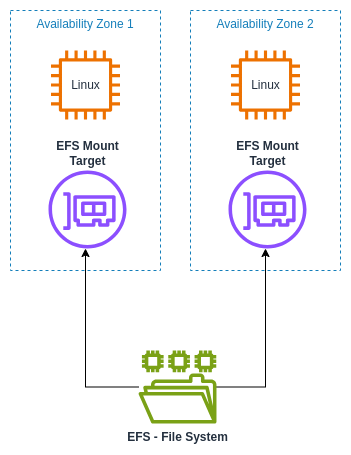 Availability Zone 1
Availability Zone 2
Linux
Linux
EFS Mount
Target
EFS Mount
Target
EFS - File System